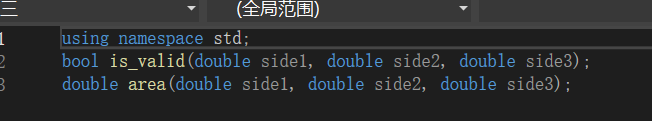 三 (全局范围)
1 using namespace std;
2 bool is_valid(double side1, double side2, double side3);
3 double area(double side1, double side2, double side3);